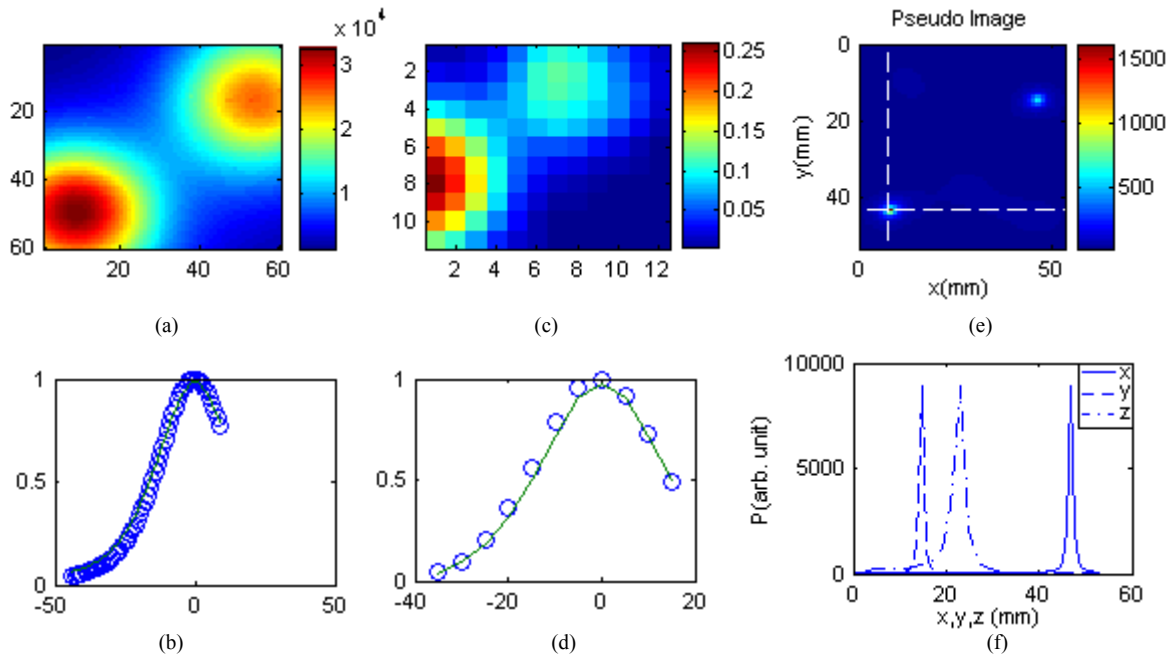 x 10⁴
3
2
1
20
40
60
20 40 60
(a)
0.25
0.20
0.15
0.10
0.05
2
4
6
8
10
2 4 6 8 10 12
(c)
Pseudo Image
0
20
40
y(mm)
0 50
x(mm)
1500
1000
500
(e)
1
0.5
0
-50 0 50
(b)
1
0.5
0
-40 -20 0 20
(d)
10000
5000
0
P(arb. unit)
x
y
z
0 20 40 60
x,y,z (mm)
(f)